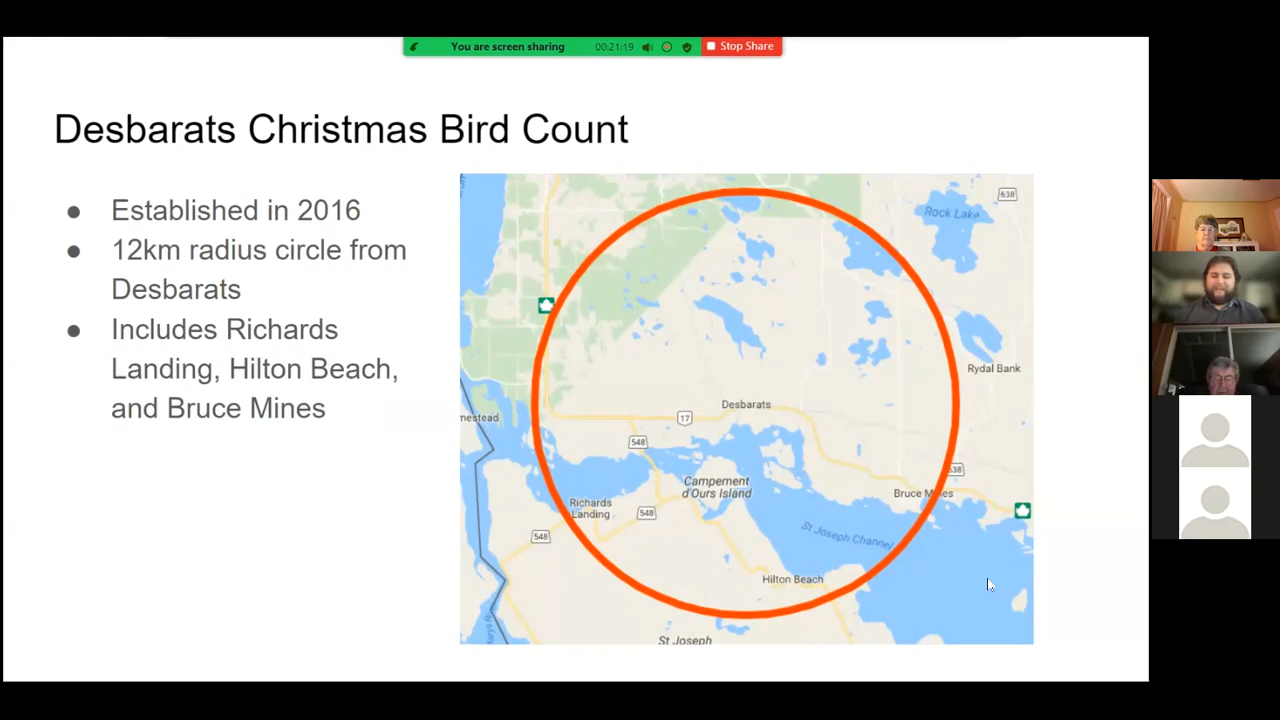 You are screen sharing
00:21:19
Stop Share
Desbarats Christmas Bird Count
● Established in 2016
● 12km radius circle from
Desbarats
● Includes Richards
Landing, Hilton Beach,
and Bruce Mines
638
Rock Lake
Rydal Bank
Desbarats
mestead
17
548
638
Campement
d'Ours Island
Bruce Mines
Richards
Landing
548
548
St Joseph Channel
Hilton Beach
St Joseph